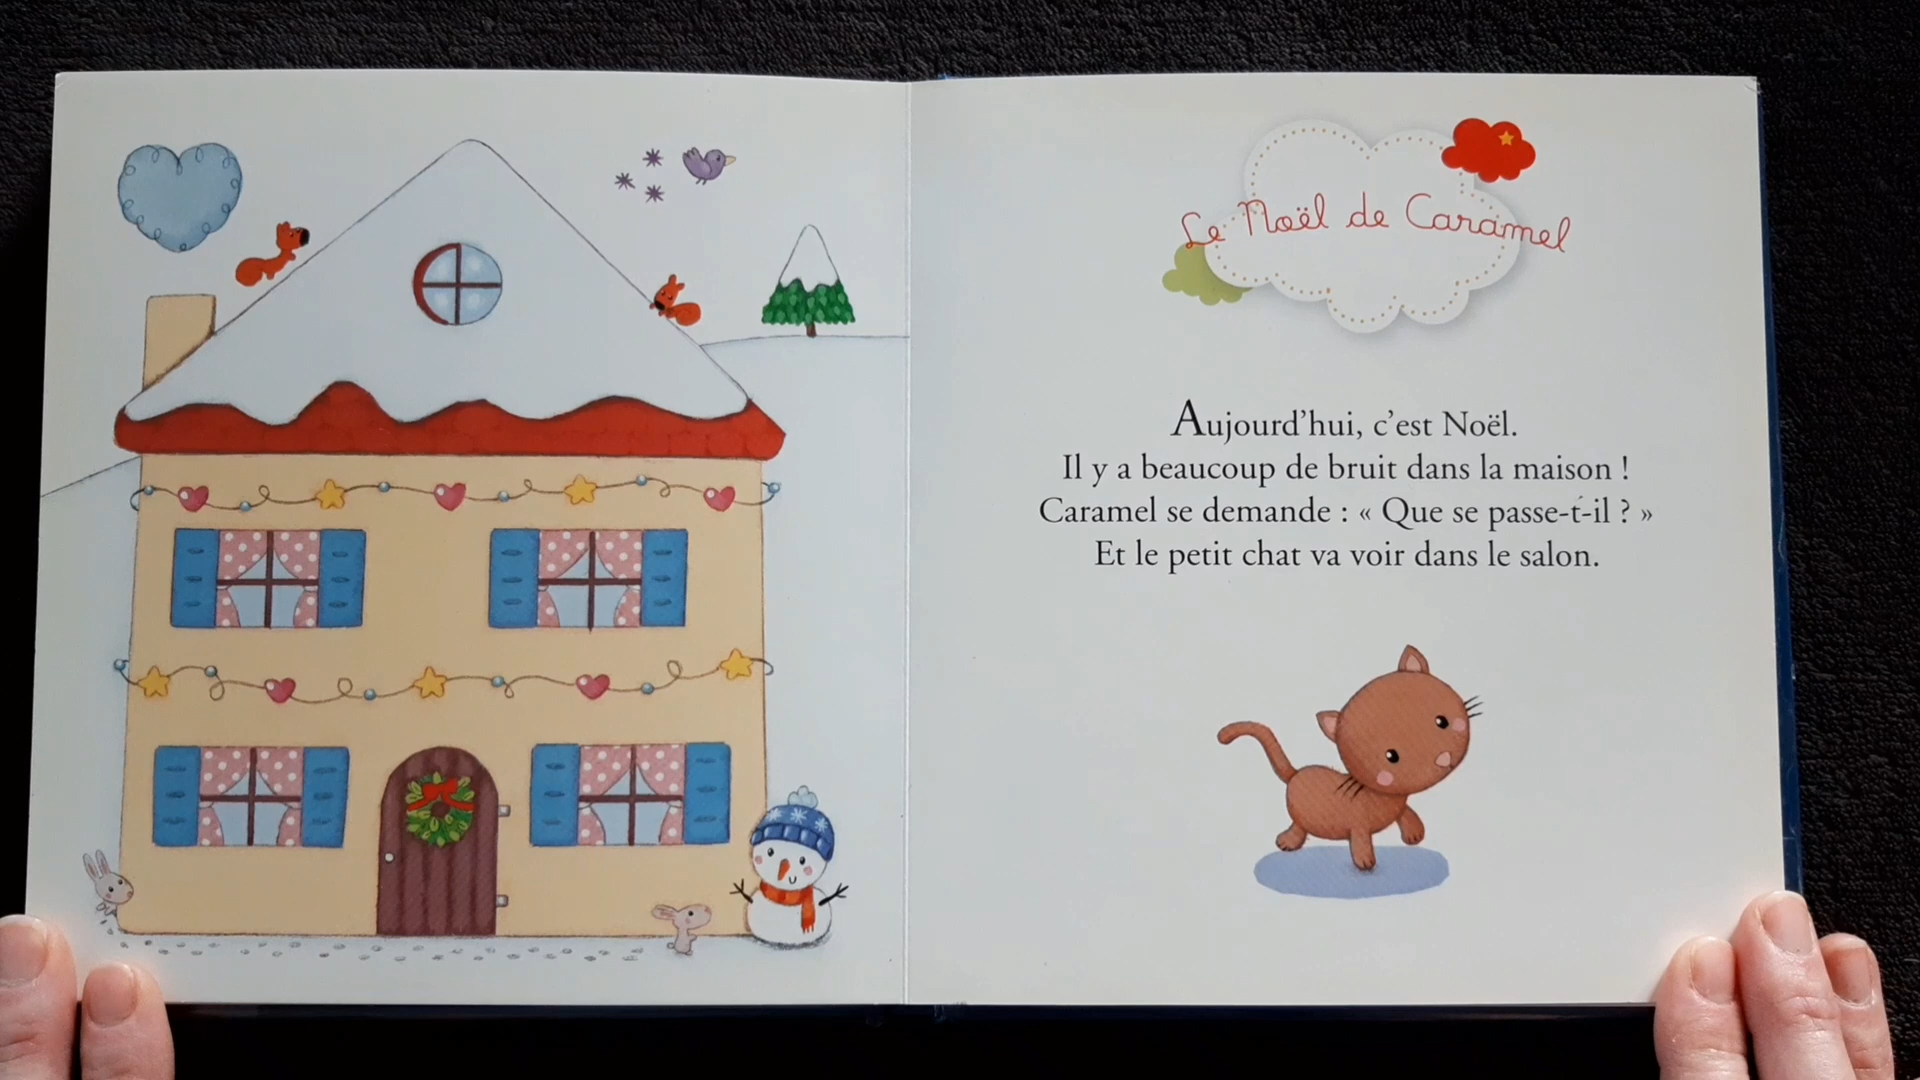 Le Noël de Caramel
Aujourd'hui, c'est Noël.
Il y a beaucoup de bruit dans la maison !
Caramel se demande : « Que se passe-t-il ? »
Et le petit chat va voir dans le salon.